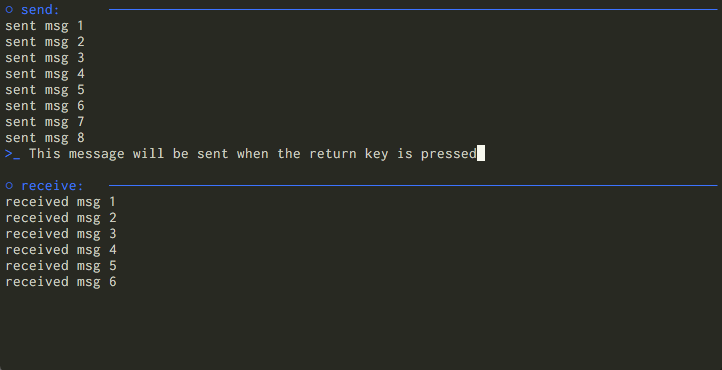 ○ send:
sent msg 1
sent msg 2
sent msg 3
sent msg 4
sent msg 5
sent msg 6
sent msg 7
sent msg 8
>_ This message will be sent when the return key is pressed
○ receive:
received msg 1
received msg 2
received msg 3
received msg 4
received msg 5
received msg 6